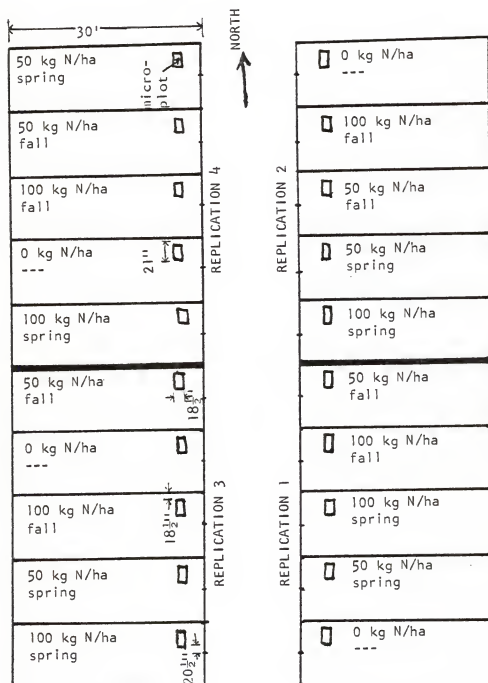 30'
NORTH
50 kg N/ha
spring
micro-
plot
50 kg N/ha
fall
100 kg N/ha
fall
0 kg N/ha
---
21"
100 kg N/ha
spring
REPLICATION 4
50 kg N/ha
fall
18½"
0 kg N/ha
---
100 kg N/ha
fall
18½"
50 kg N/ha
spring
100 kg N/ha
spring
20½"
REPLICATION 3
0 kg N/ha
---
100 kg N/ha
fall
50 kg N/ha
fall
50 kg N/ha
spring
100 kg N/ha
spring
REPLICATION 2
50 kg N/ha
fall
100 kg N/ha
fall
100 kg N/ha
spring
50 kg N/ha
spring
0 kg N/ha
---
REPLICATION 1